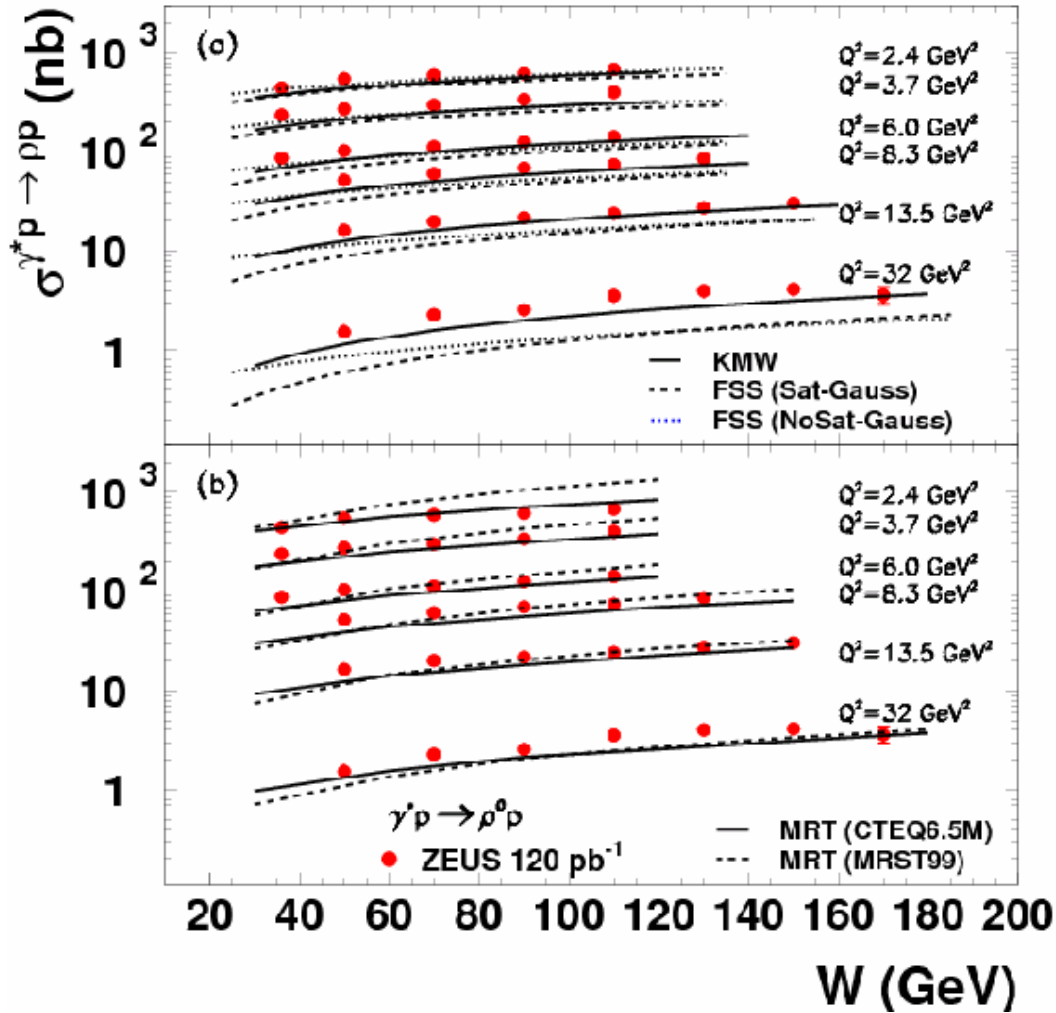 σ^γ*p → ρp (nb)
(a)
10^3
10^2
10
1
Q²=2.4 GeV²
Q²=3.7 GeV²
Q²=6.0 GeV²
Q²=8.3 GeV²
Q²=13.5 GeV²
Q²=32 GeV²
KMW
FSS (Sat-Gauss)
FSS (NoSat-Gauss)
(b)
10^3
10^2
10
1
Q²=2.4 GeV²
Q²=3.7 GeV²
Q²=6.0 GeV²
Q²=8.3 GeV²
Q²=13.5 GeV²
Q²=32 GeV²
γ*p → ρ⁰p
ZEUS 120 pb⁻¹
MRT (CTEQ6.5M)
MRT (MRST99)
20 40 60 80 100 120 140 160 180 200
W (GeV)